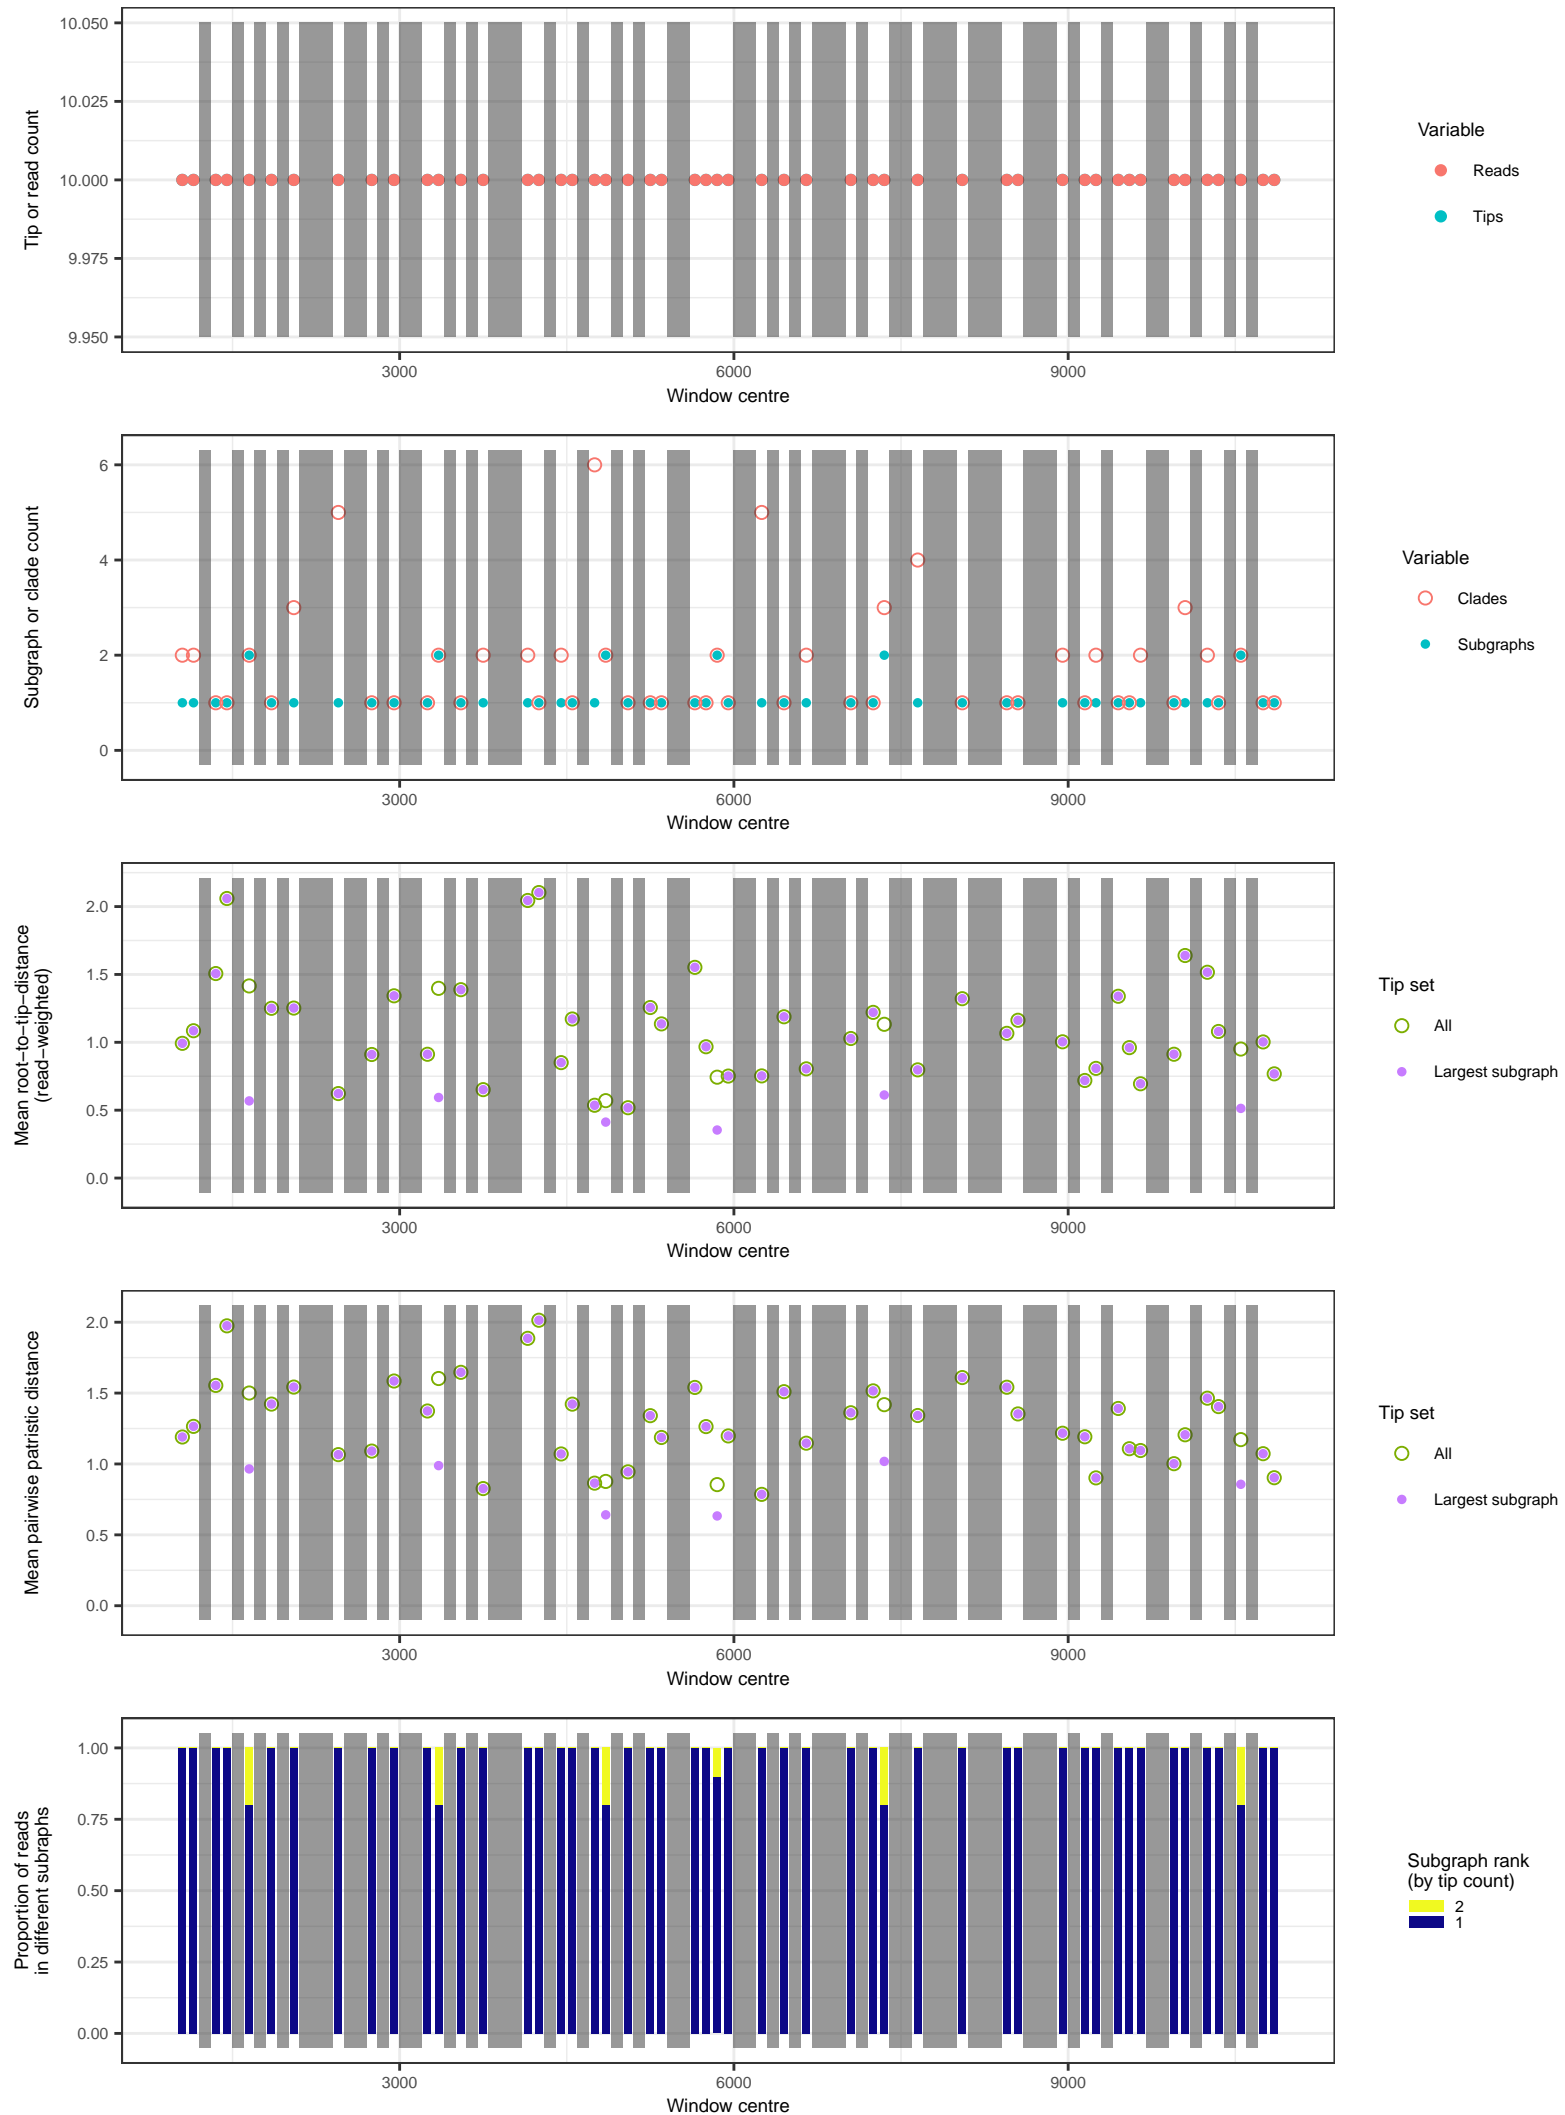 10.050
10.025
10.000
9.975
9.950
Tip or read count
3000
6000
9000
Window centre
Variable
Reads
Tips
6
4
2
0
Subgraph or clade count
3000
6000
9000
Window centre
Variable
Clades
Subgraphs
2.0
1.5
1.0
0.5
0.0
Mean root−to−tip−distance
(read−weighted)
3000
6000
9000
Window centre
Tip set
All
Largest subgraph
2.0
1.5
1.0
0.5
0.0
Mean pairwise patristic distance
3000
6000
9000
Window centre
Tip set
All
Largest subgraph
1.00
0.75
0.50
0.25
0.00
Proportion of reads
in different subraphs
3000
6000
9000
Window centre
Subgraph rank
(by tip count)
2
1